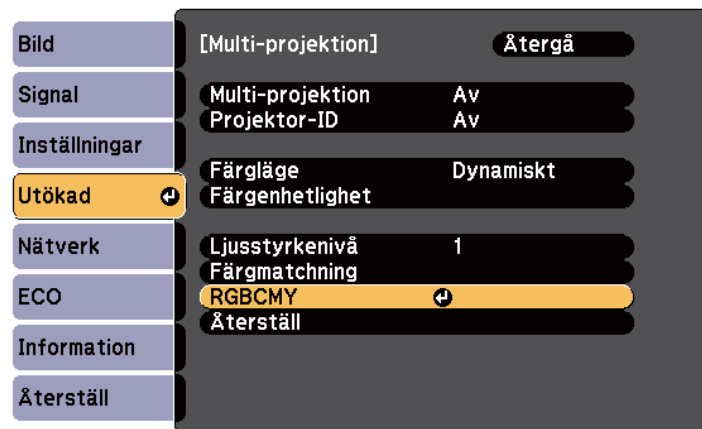 Bild
Signal
Inställningar
Utökad
Nätverk
ECO
Information
Återställ
[Multi-projektion] Återgå
Multi-projektion Av
Projektor-ID Av
Färgläge Dynamiskt
Färgenhetlighet
Ljusstyrkenivå 1
Färgmatchning
RGBCMY
Återställ